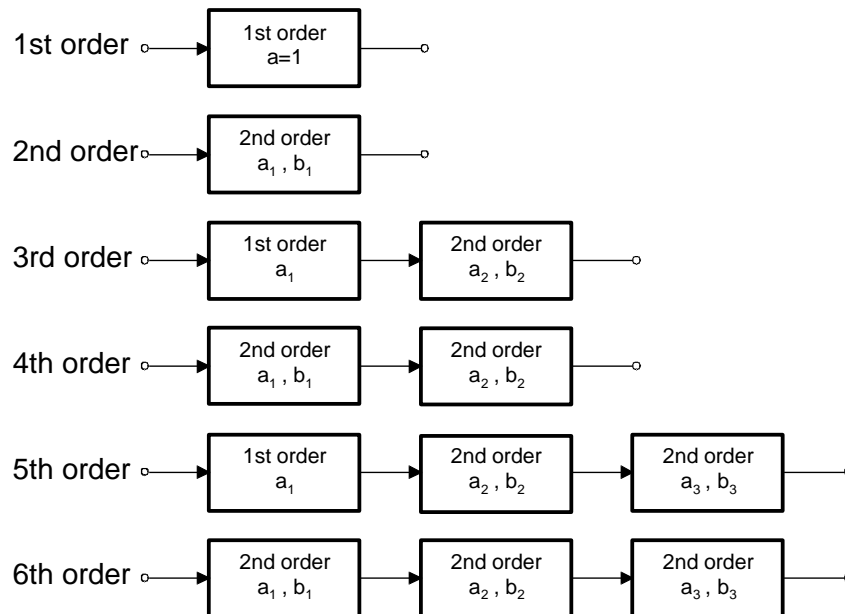 1st order
1st order
a=1
2nd order
2nd order
a₁ , b₁
3rd order
1st order
a₁
2nd order
a₂ , b₂
4th order
2nd order
a₁ , b₁
2nd order
a₂ , b₂
5th order
1st order
a₁
2nd order
a₂ , b₂
2nd order
a₃ , b₃
6th order
2nd order
a₁ , b₁
2nd order
a₂ , b₂
2nd order
a₃ , b₃